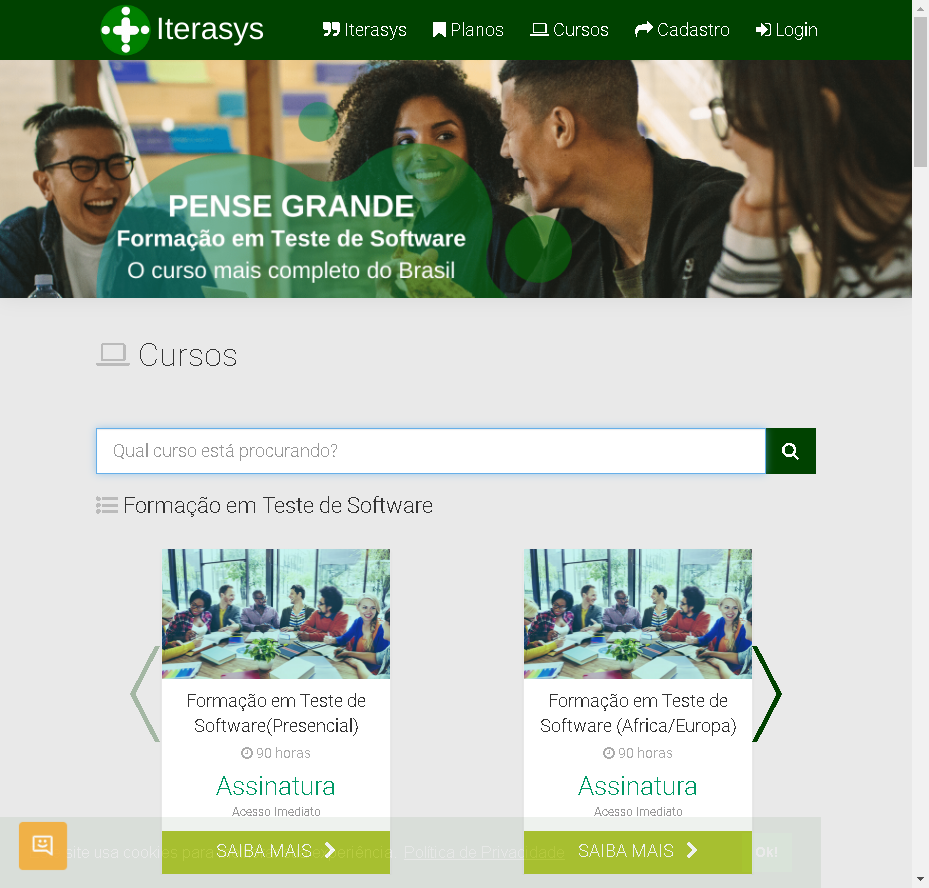 Iterasys
Iterasys Planos Cursos Cadastro Login
PENSE GRANDE
Formação em Teste de Software
O curso mais completo do Brasil
Cursos
Qual curso está procurando?
Formação em Teste de Software
Formação em Teste de
Software(Presencial)
90 horas
Assinatura
Acesso Imediato
SAIBA MAIS
Formação em Teste de
Software (Africa/Europa)
90 horas
Assinatura
Acesso Imediato
SAIBA MAIS
site usa cookies para experiência. Política de Privacidade Ok!